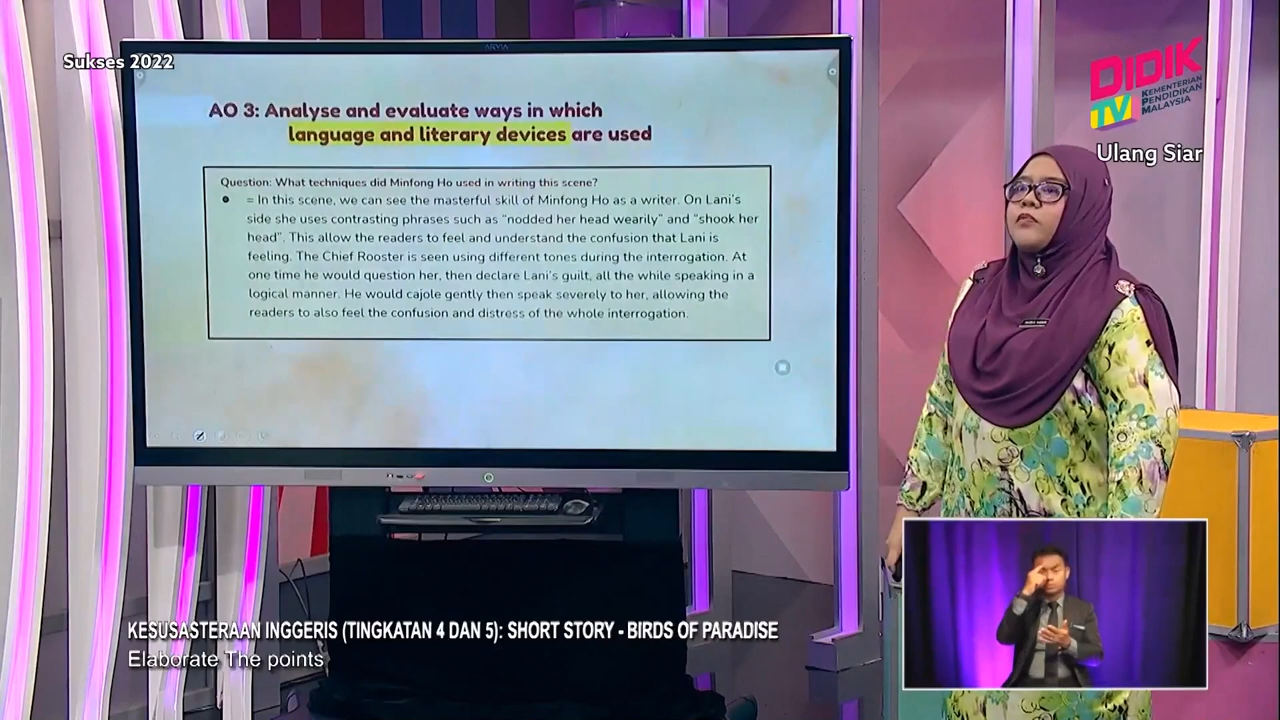 Sukses 2022
ARVIA
DIDIK
TV
KEMENTERIAN
PENDIDIKAN
MALAYSIA
Ulang Siar
AO 3: Analyse and evaluate ways in which
language and literary devices are used
Question: What techniques did Minfong Ho used in writing this scene?
= In this scene, we can see the masterful skill of Minfong Ho as a writer. On Lani's
side she uses contrasting phrases such as “nodded her head wearily” and “shook her
head”. This allow the readers to feel and understand the confusion that Lani is
feeling. The Chief Rooster is seen using different tones during the interrogation. At
one time he would question her, then declare Lani's guilt, all the while speaking in a
logical manner. He would cajole gently then speak severely to her, allowing the
readers to also feel the confusion and distress of the whole interrogation.
KESUSASTERAAN INGGERIS (TINGKATAN 4 DAN 5): SHORT STORY - BIRDS OF PARADISE
Elaborate The points